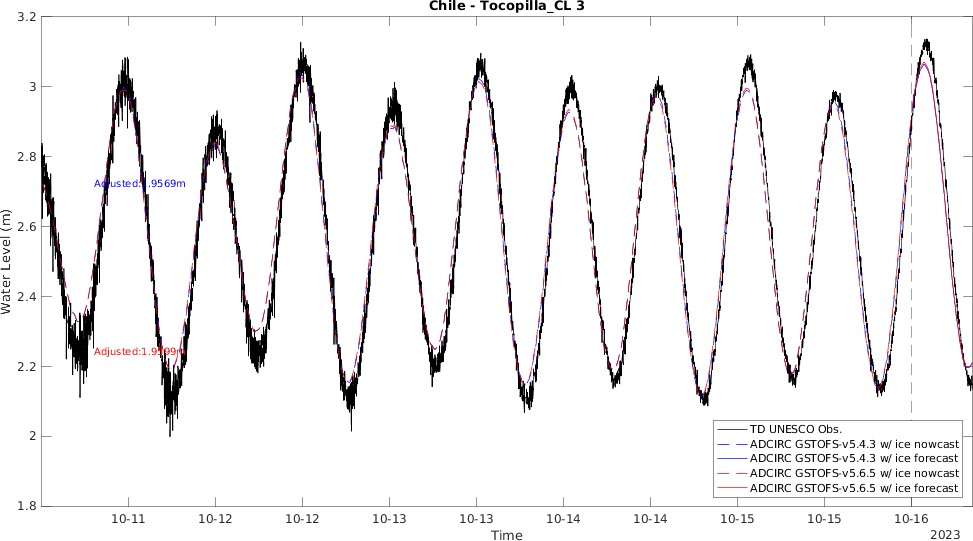 Chile - Tocopilla_CL 3
Water Level (m)
3.2
3
2.8
2.6
2.4
2.2
2
1.8
Adjusted:1.9569m
TD UNESCO Obs.
ADCIRC GSTOFS-v5.4.3 w/ ice nowcast
ADCIRC GSTOFS-v5.4.3 w/ ice forecast
ADCIRC GSTOFS-v5.6.5 w/ ice nowcast
ADCIRC GSTOFS-v5.6.5 w/ ice forecast
10-11
10-12
10-12
10-13
10-13
10-14
10-14
10-15
10-15
10-16
Time
2023